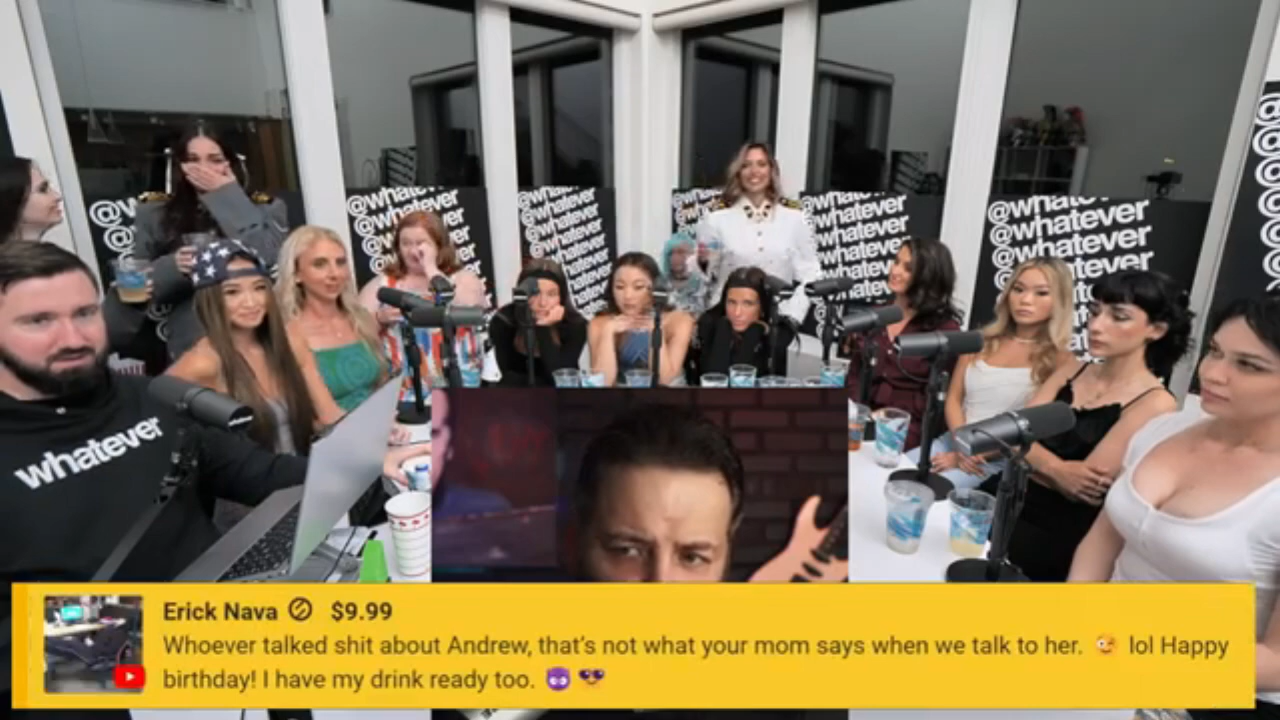 @whatever
@whatever
@whatever
@whatever
@whatever
@whatever
@whatever
@whatever
@whatever
@whatever
@whatever
@whatever
whatever
Erick Nava $9.99
Whoever talked shit about Andrew, that's not what your mom says when we talk to her. 😉 lol Happy
birthday! I have my drink ready too. 😈 😎